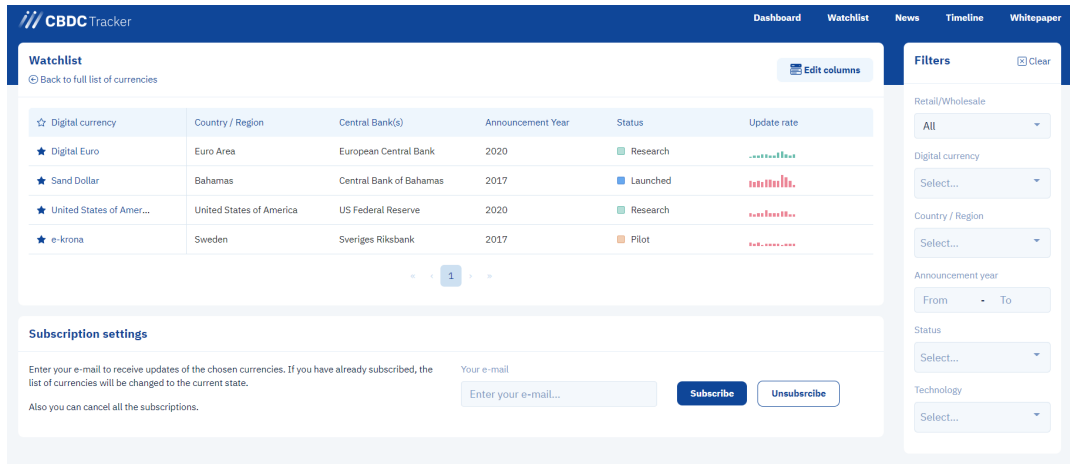 CBDC Tracker
Dashboard Watchlist News Timeline Whitepaper
Watchlist
Back to full list of currencies
Edit columns
Digital currency Country / Region Central Bank(s) Announcement Year Status Update rate
Digital Euro Euro Area European Central Bank 2020 Research
Sand Dollar Bahamas Central Bank of Bahamas 2017 Launched
United States of Amer... United States of America US Federal Reserve 2020 Research
e-krona Sweden Sveriges Riksbank 2017 Pilot
« ‹ 1 › »
Subscription settings
Enter your e-mail to receive updates of the chosen currencies. If you have already subscribed, the
list of currencies will be changed to the current state.
Also you can cancel all the subscriptions.
Your e-mail
Enter your e-mail...
Subscribe
Unsubsrcibe
Filters
Clear
Retail/Wholesale
All
Digital currency
Select...
Country / Region
Select...
Announcement year
From - To
Status
Select...
Technology
Select...